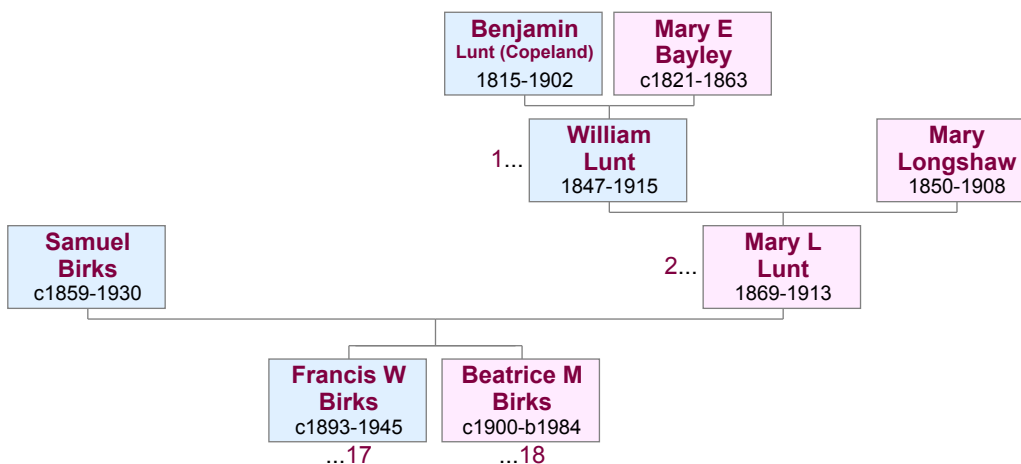 Benjamin
Lunt (Copeland)
1815-1902
Mary E
Bayley
c1821-1863
1...
William
Lunt
1847-1915
Mary
Longshaw
1850-1908
Samuel
Birks
c1859-1930
2...
Mary L
Lunt
1869-1913
Francis W
Birks
c1893-1945
...17
Beatrice M
Birks
c1900-b1984
...18